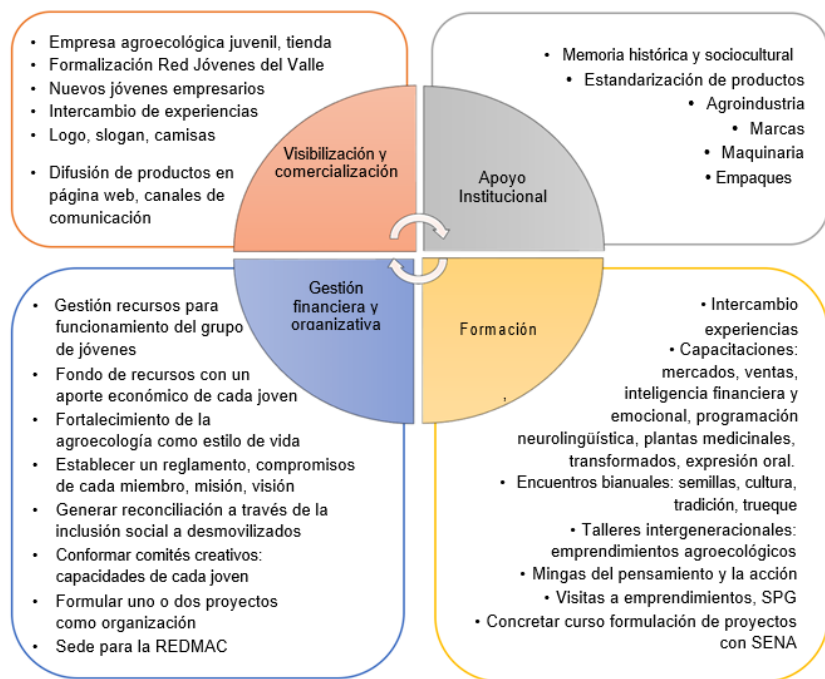 • Empresa agroecológica juvenil, tienda
• Formalización Red Jóvenes del Valle
• Nuevos jóvenes empresarios
• Intercambio de experiencias
• Logo, slogan, camisas
• Difusión de productos en
página web, canales de
comunicación
Visibilización y
comercialización
• Memoria histórica y sociocultural
• Estandarización de productos
• Agroindustria
• Marcas
• Maquinaria
• Empaques
Apoyo
Institucional
• Gestión recursos para
funcionamiento del grupo
de jóvenes
• Fondo de recursos con un
aporte económico de cada joven
• Fortalecimiento de la
agroecología como estilo de vida
• Establecer un reglamento, compromisos
de cada miembro, misión, visión
• Generar reconciliación a través de la
inclusión social a desmovilizados
• Conformar comités creativos:
capacidades de cada joven
• Formular uno o dos proyectos
como organización
• Sede para la REDMAC
Gestión
financiera y
organizativa
Formación
,
• Intercambio
experiencias
• Capacitaciones:
mercados, ventas,
inteligencia financiera y
emocional, programación
neurolingüística, plantas medicinales,
transformados, expresión oral.
• Encuentros bianuales: semillas, cultura,
tradición, trueque
• Talleres intergeneracionales:
emprendimientos agroecológicos
• Mingas del pensamiento y la acción
• Visitas a emprendimientos, SPG
• Concretar curso formulación de proyectos
con SENA